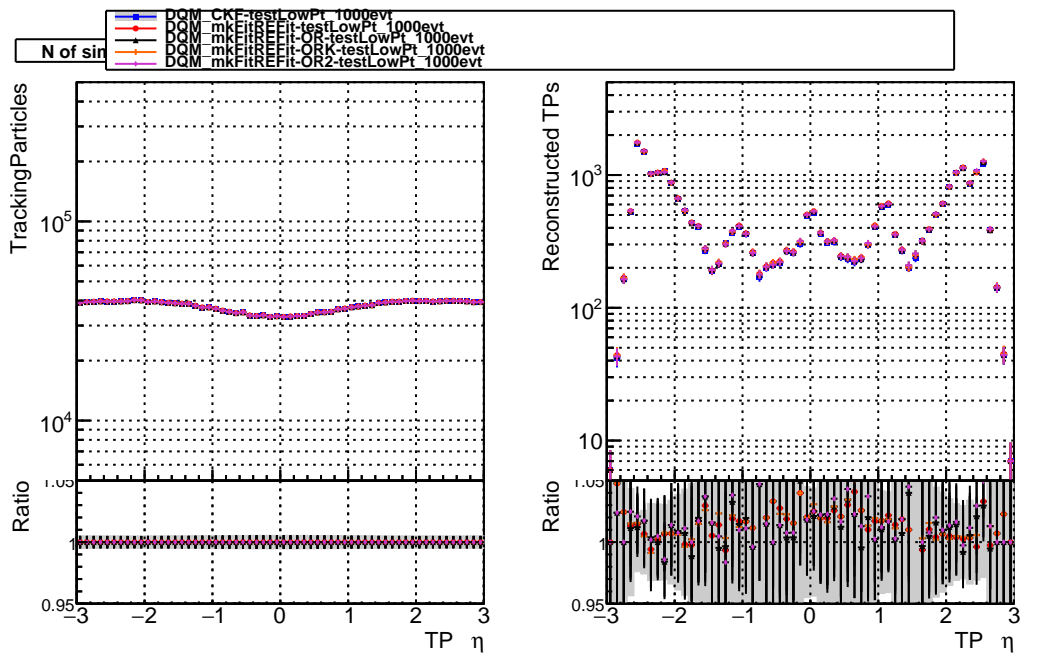 DQM_CKF-testLowPt_1000evt
DQM_mkFitREFit-testLowPt_1000evt
DQM_mkFitREFit-OR-testLowPt_1000evt
DQM_mkFitREFit-ORK-testLowPt_1000evt
DQM_mkFitREFit-OR2-testLowPt_1000evt
N of sim
TrackingParticles
10^5
10^4
1.05
Ratio
1
0.95
−3 −2 −1 0 1 2 3
TP η
Reconstructed TPs
10^3
10^2
10
1.05
Ratio
1
0.95
−3 −2 −1 0 1 2 3
TP η